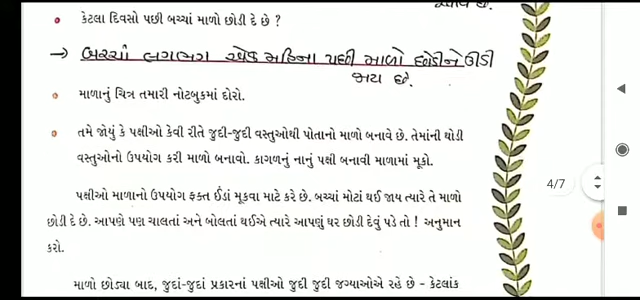 કેટલા દિવસો પછી બચ્ચાં માળો છોડી દે છે ?
→ બચ્ચાં લગભગ એક મહિના પછી માળો છોડીને ઊડી
જાય છે.
માળાનું ચિત્ર તમારી નોટબુકમાં દોરો.
તમે જોયું કે પક્ષીઓ કેવી રીતે જુદી-જુદી વસ્તુઓથી પોતાનો માળો બનાવે છે. તેમાંની થોડી
વસ્તુઓનો ઉપયોગ કરી માળો બનાવો. કાગળનું નાનું પક્ષી બનાવી માળામાં મૂકો.
4/7
પક્ષીઓ માળાનો ઉપયોગ ફક્ત ઈંડાં મૂકવા માટે કરે છે. બચ્ચાં મોટાં થઈ જાય ત્યારે તે માળો
છોડી દે છે. આપણે પણ ચાલતાં અને બોલતાં થઈએ ત્યારે આપણું ઘર છોડી દેવું પડે તો ! અનુમાન
કરો.
માળો છોડ્યા બાદ, જુદાં-જુદાં પ્રકારનાં પક્ષીઓ જુદી જુદી જગ્યાઓએ રહે છે - કેટલાંક